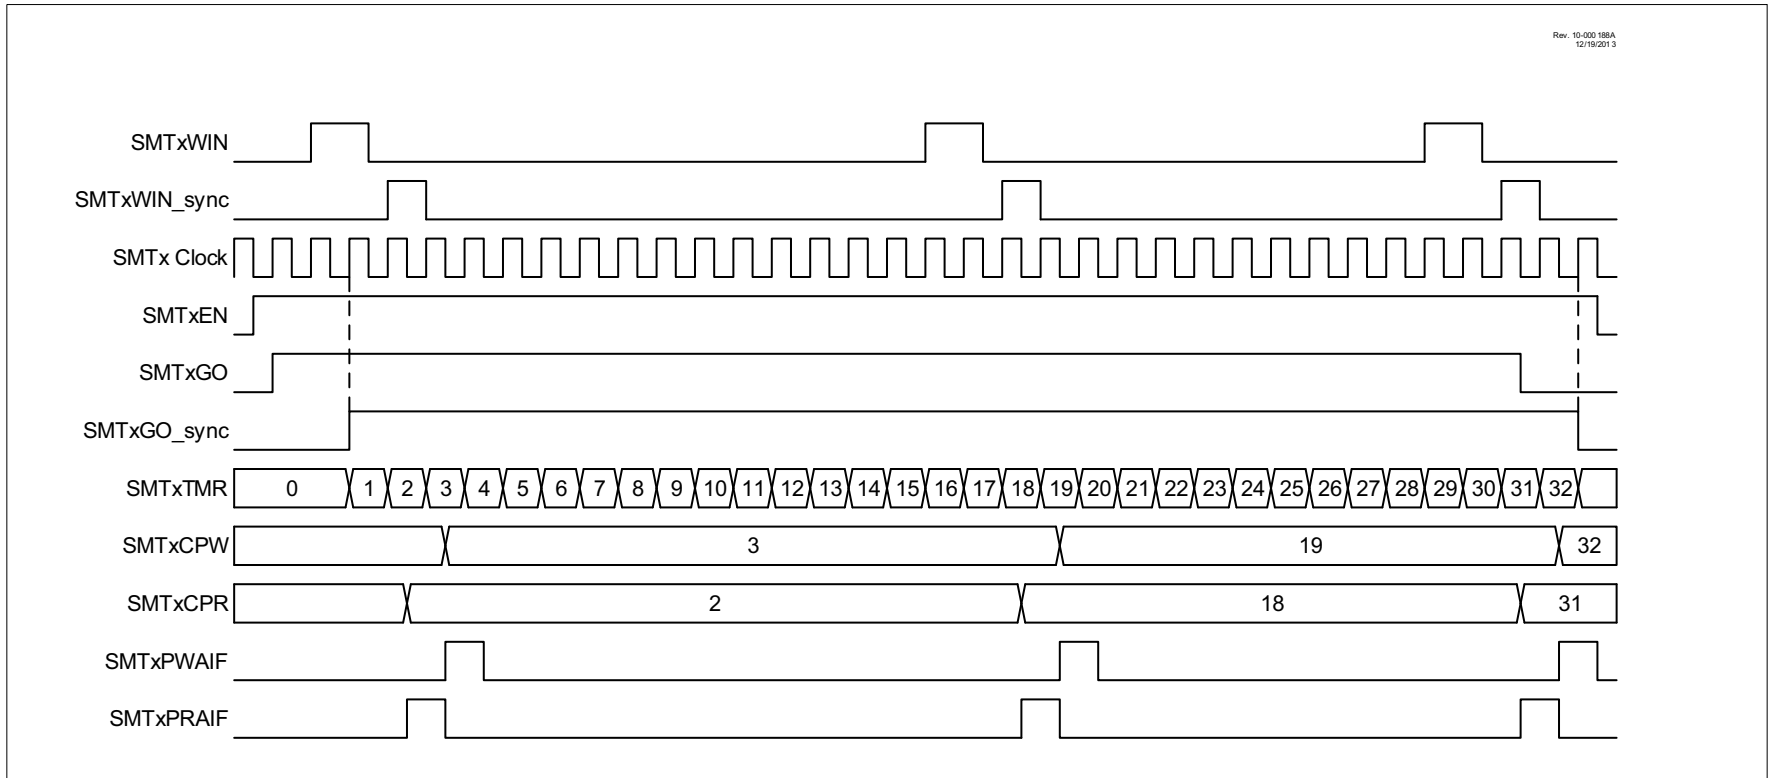 Rev. 10-000 188A
12/19/201 3
SMTxWIN
SMTxWIN_sync
SMTx Clock
SMTxEN
SMTxGO
SMTxGO_sync
SMTxTMR 0 1 2 3 4 5 6 7 8 9 10 11 12 13 14 15 16 17 18 19 20 21 22 23 24 25 26 27 28 29 30 31 32
SMTxCPW 3 19 32
SMTxCPR 2 18 31
SMTxPWAIF
SMTxPRAIF